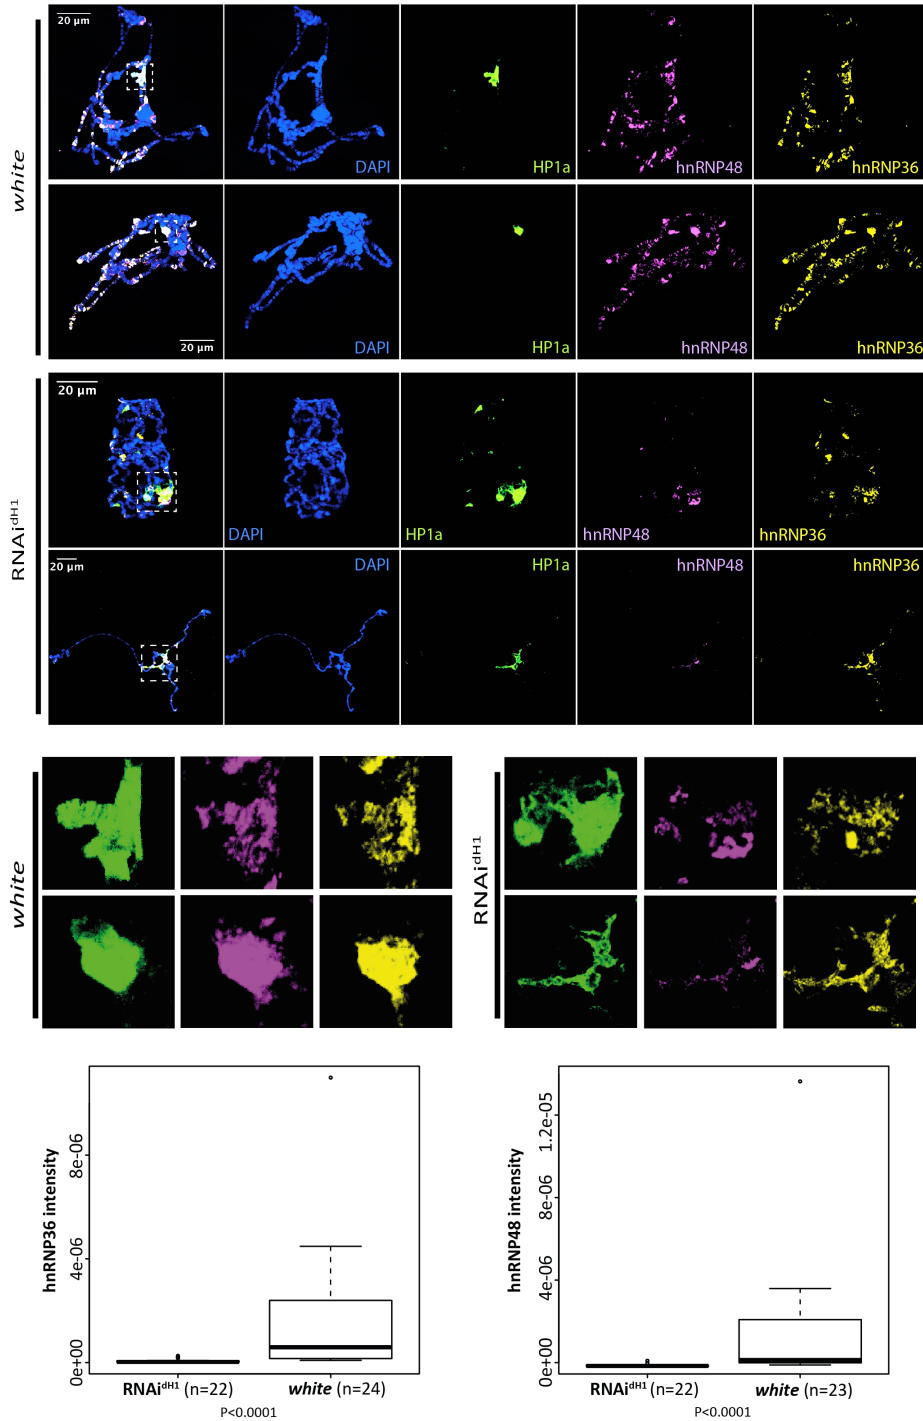 20 µm
white
DAPI
HP1a
hnRNP48
hnRNP36
20 µm
DAPI
HP1a
hnRNP48
hnRNP36
20 µm
RNAi^dH1
DAPI
HP1a
hnRNP48
hnRNP36
20 µm
DAPI
HP1a
hnRNP48
hnRNP36
white
RNAi^dH1
hnRNP36 intensity
8e-06
4e-06
0e+00
RNAi^dH1 (n=22)
white (n=24)
P<0.0001
hnRNP48 intensity
1.2e-05
8e-06
4e-06
0e+00
RNAi^dH1 (n=22)
white (n=23)
P<0.0001